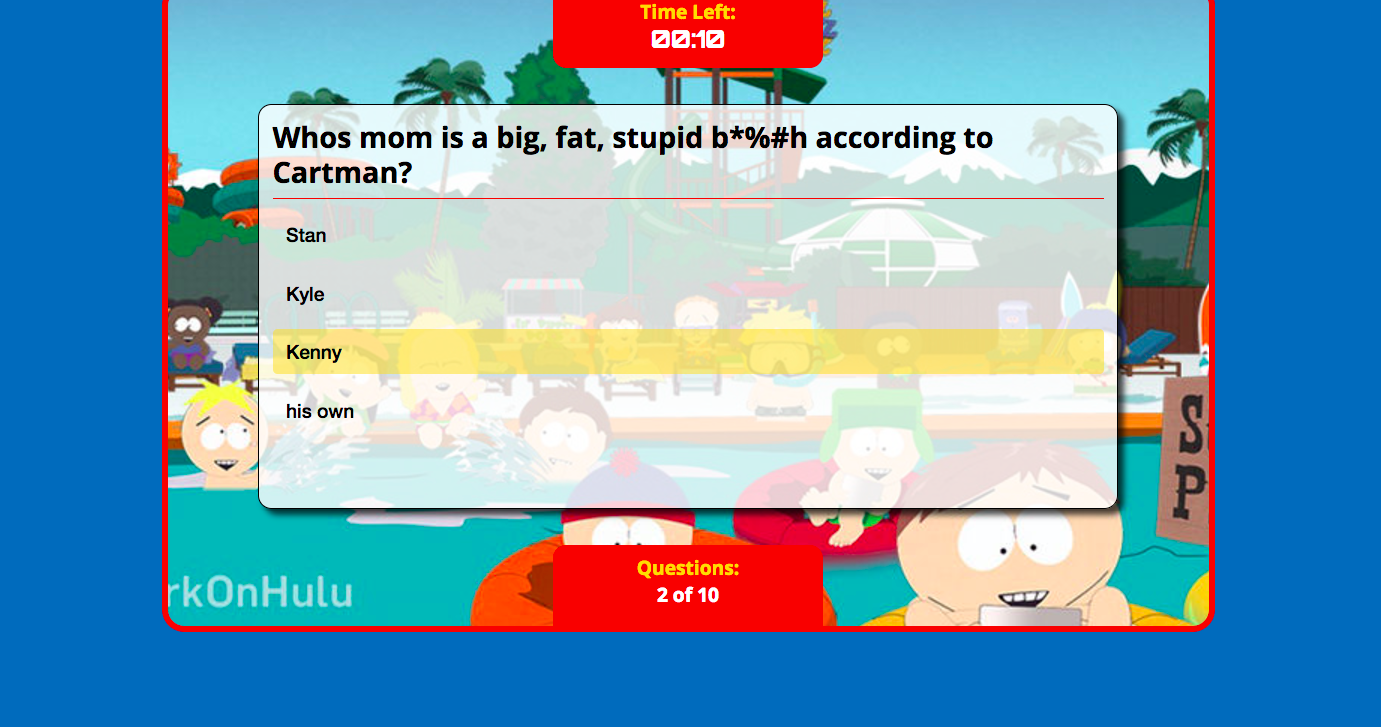 Time Left:
00:10
Whos mom is a big, fat, stupid b*%#h according to
Cartman?
Stan
Kyle
Kenny
his own
S
P
rkOnHulu
Questions:
2 of 10